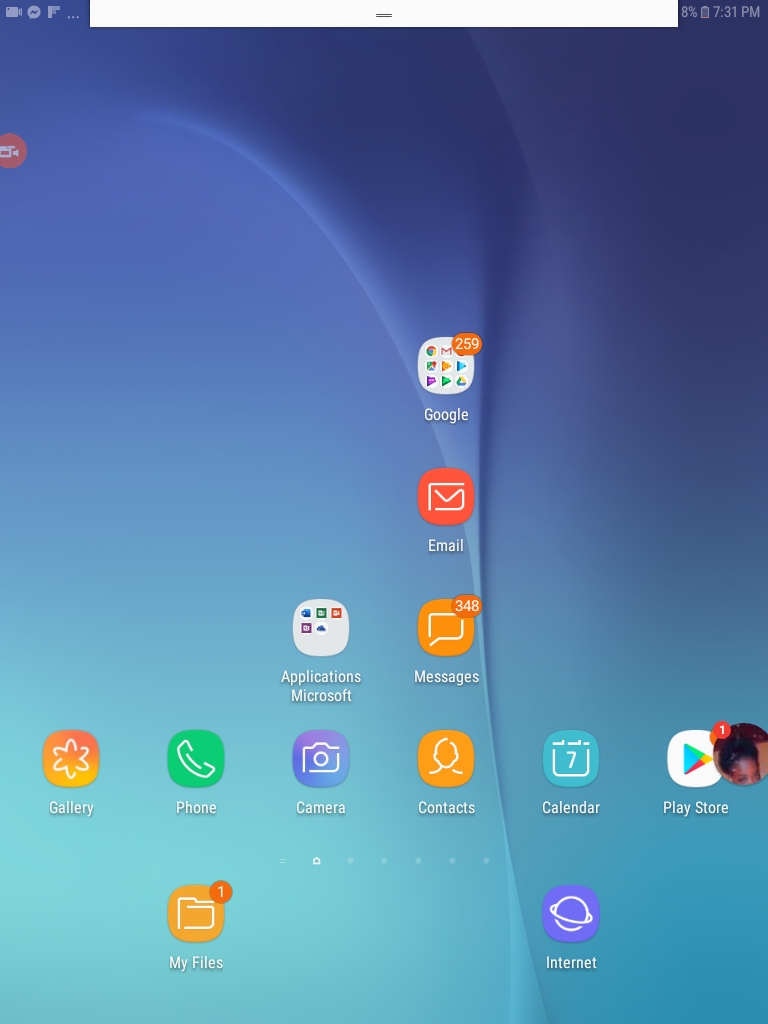 ...
8% 7:31 PM
259
Google
Email
348
Applications
Microsoft
Messages
7
1
Gallery
Phone
Camera
Contacts
Calendar
Play Store
1
My Files
Internet